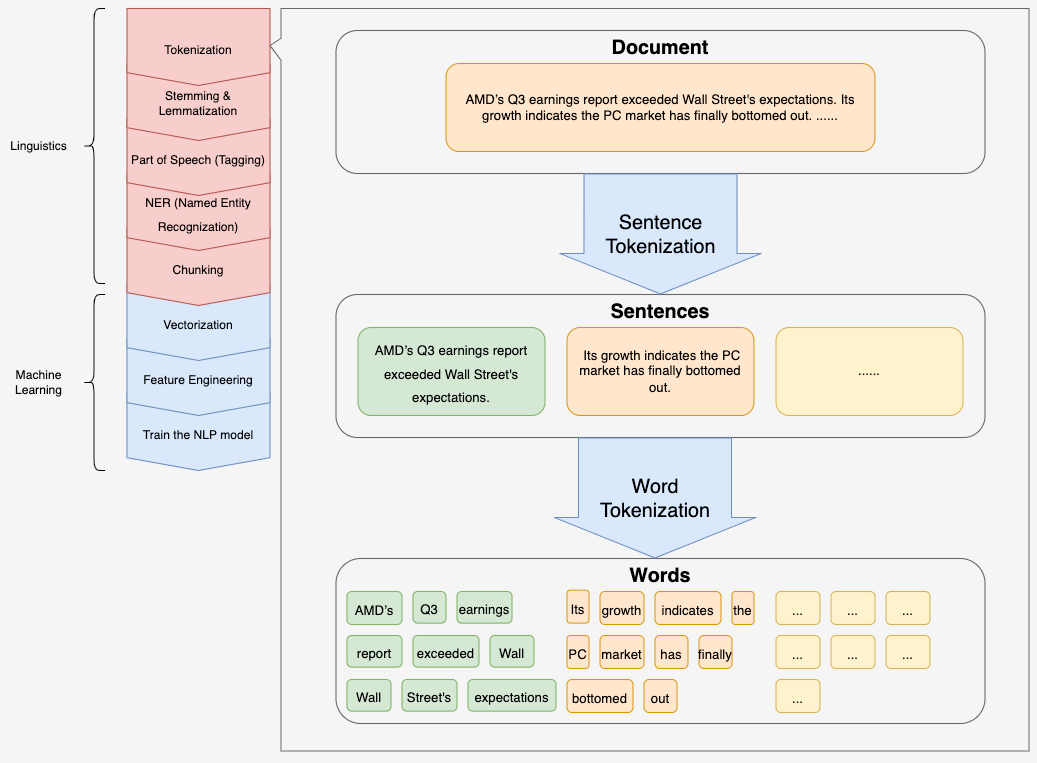 Linguistics
Machine
Learning
Tokenization
Stemming &
Lemmatization
Part of Speech (Tagging)
NER (Named Entity
Recognization)
Chunking
Vectorization
Feature Engineering
Train the NLP model
Document
AMD's Q3 earnings report exceeded Wall Street's expectations. Its
growth indicates the PC market has finally bottomed out. ......
Sentence
Tokenization
Sentences
AMD's Q3 earnings report
exceeded Wall Street's
expectations.
Its growth indicates the PC
market has finally bottomed
out.
......
Word
Tokenization
Words
AMD's Q3 earnings
report exceeded Wall
Wall Street's expectations
Its growth indicates the
PC market has finally
bottomed out
... ... ...
... ... ...
...